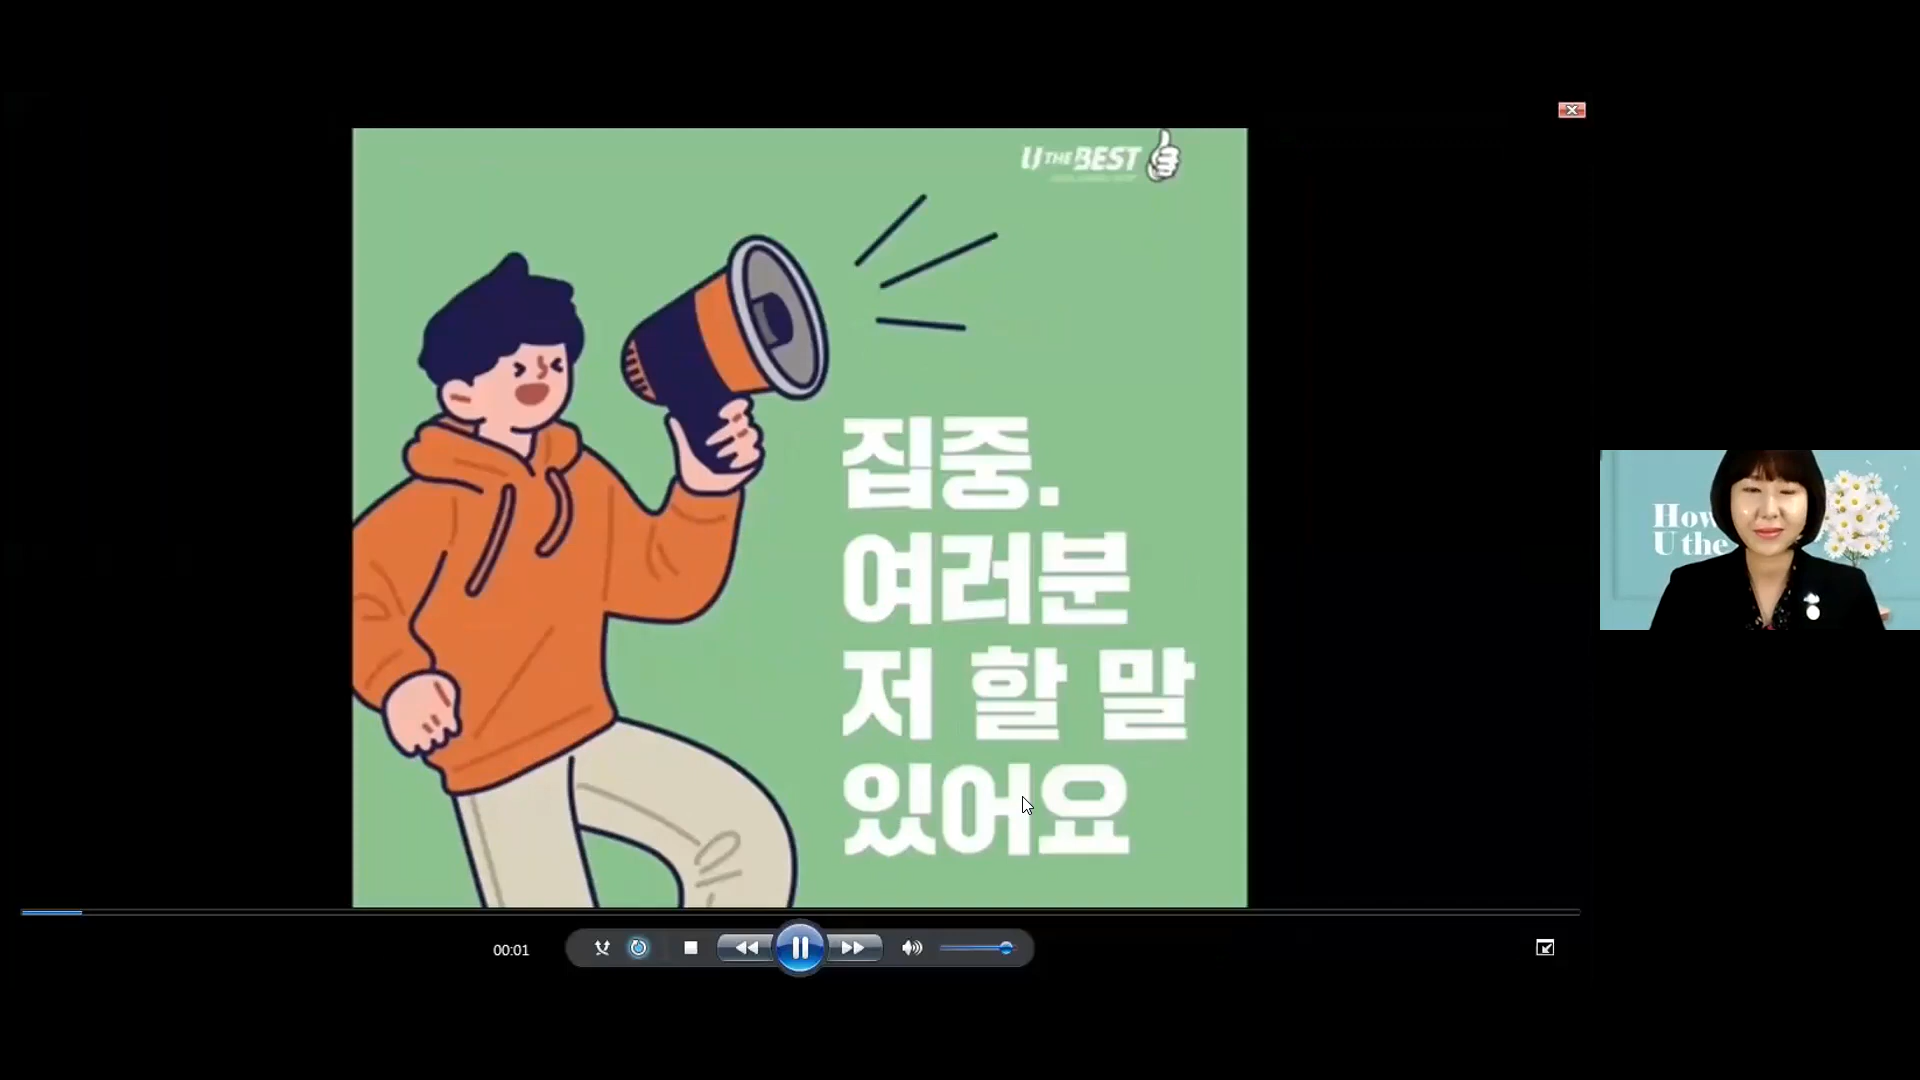 U THE BEST
집중.
여러분
저 할 말
있어요
How
U the
00:01